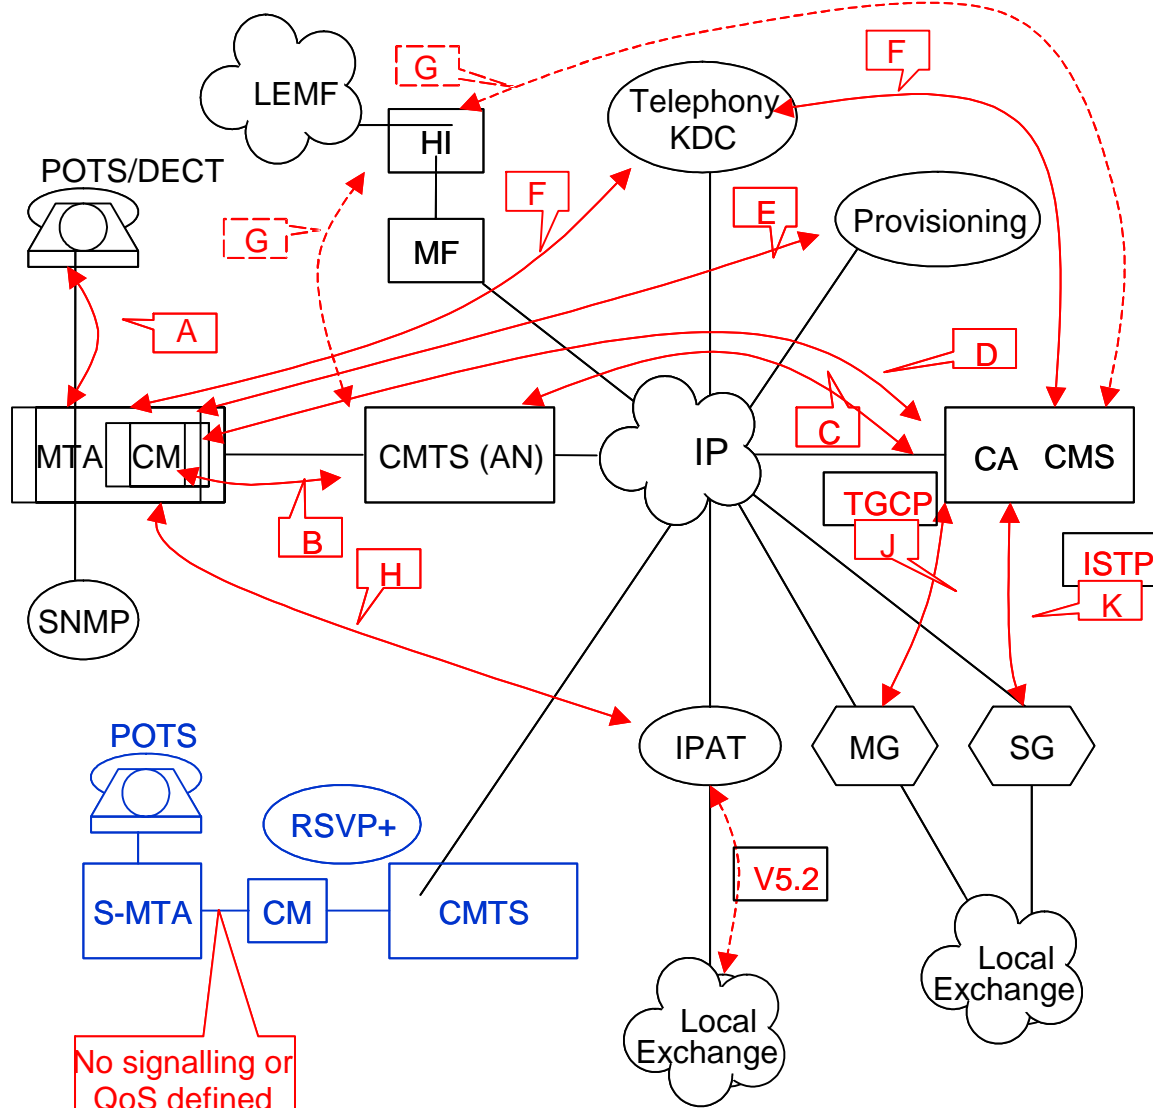 F
G
LEMF
Telephony
KDC
HI
POTS/DECT
F
E
Provisioning
G
MF
A
D
C
MTA
CM
CMTS (AN)
IP
CA
CMS
TGCP
B
J
H
ISTP
K
SNMP
POTS
IPAT
MG
SG
RSVP+
V5.2
S-MTA
CM
CMTS
Local
Exchange
Local
Exchange
No signalling or
QoS defined